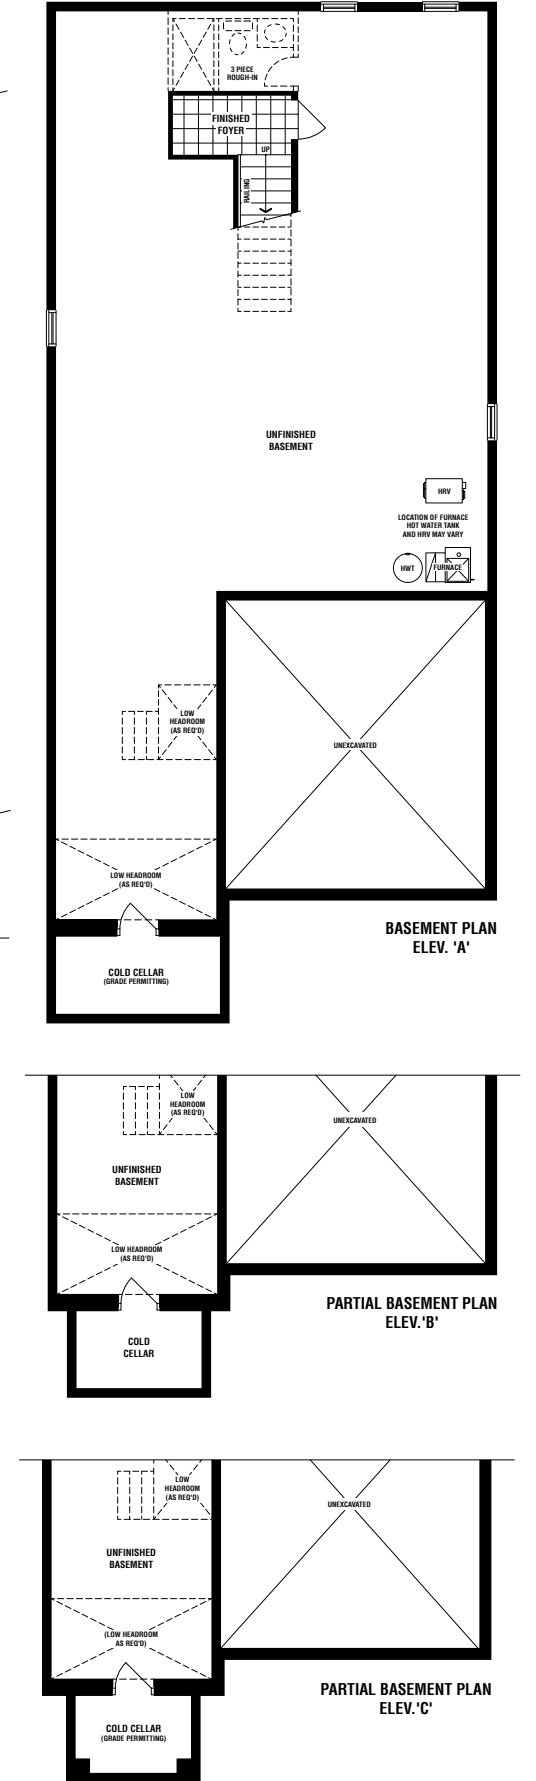 3 PIECE
ROUGH-IN
FINISHED
FOYER
UP
RAILING
UNFINISHED
BASEMENT
HRV
LOCATION OF FURNACE
HOT WATER TANK
AND HRV MAY VARY
HWT
FURNACE
LOW
HEADROOM
(AS REQ'D)
UNEXCAVATED
LOW HEADROOM
(AS REQ'D)
BASEMENT PLAN
ELEV. 'A'
COLD CELLAR
(GRADE PERMITTING)
LOW
HEADROOM
(AS REQ'D)
UNEXCAVATED
UNFINISHED
BASEMENT
LOW HEADROOM
(AS REQ'D)
PARTIAL BASEMENT PLAN
ELEV.'B'
COLD
CELLAR
LOW
HEADROOM
(AS REQ'D)
UNEXCAVATED
UNFINISHED
BASEMENT
(LOW HEADROOM
AS REQ'D)
PARTIAL BASEMENT PLAN
ELEV.'C'
COLD CELLAR
(GRADE PERMITTING)